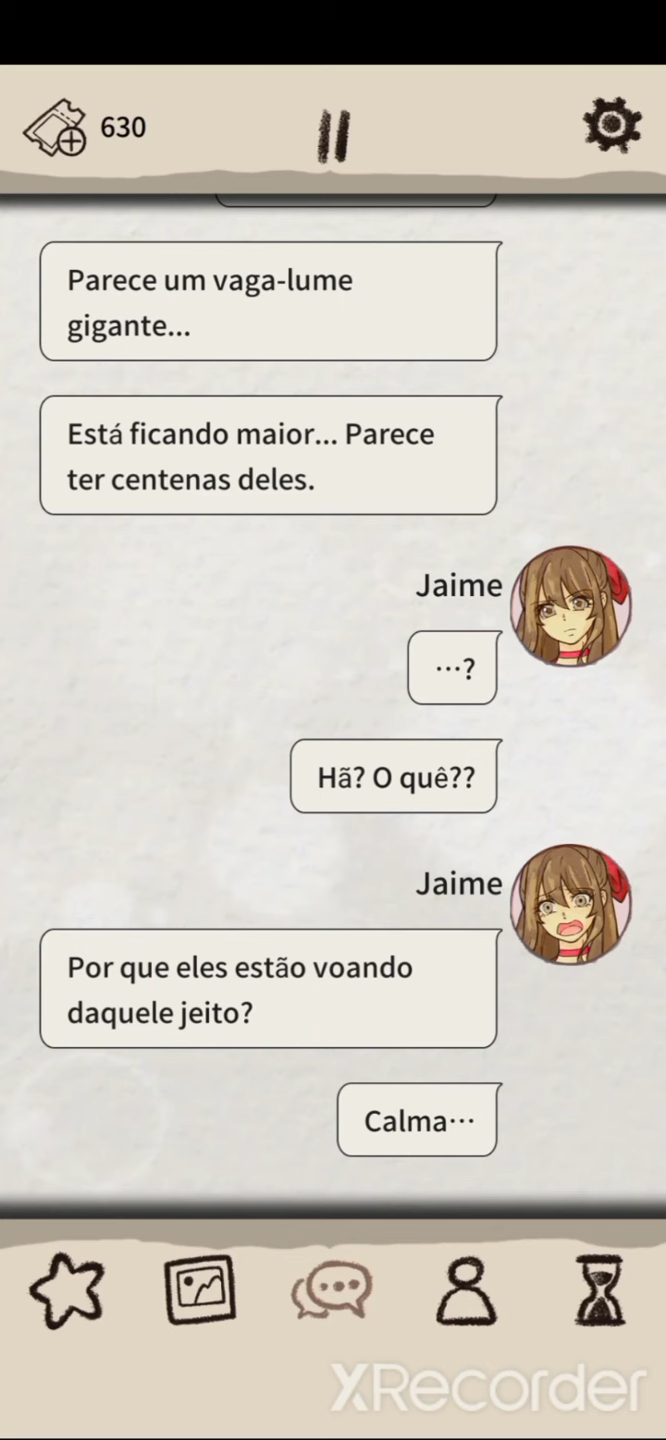 630
Parece um vaga-lume
gigante...
Está ficando maior... Parece
ter centenas deles.
Jaime
…?
Hã? O quê??
Jaime
Por que eles estão voando
daquele jeito?
Calma…
XRecorder